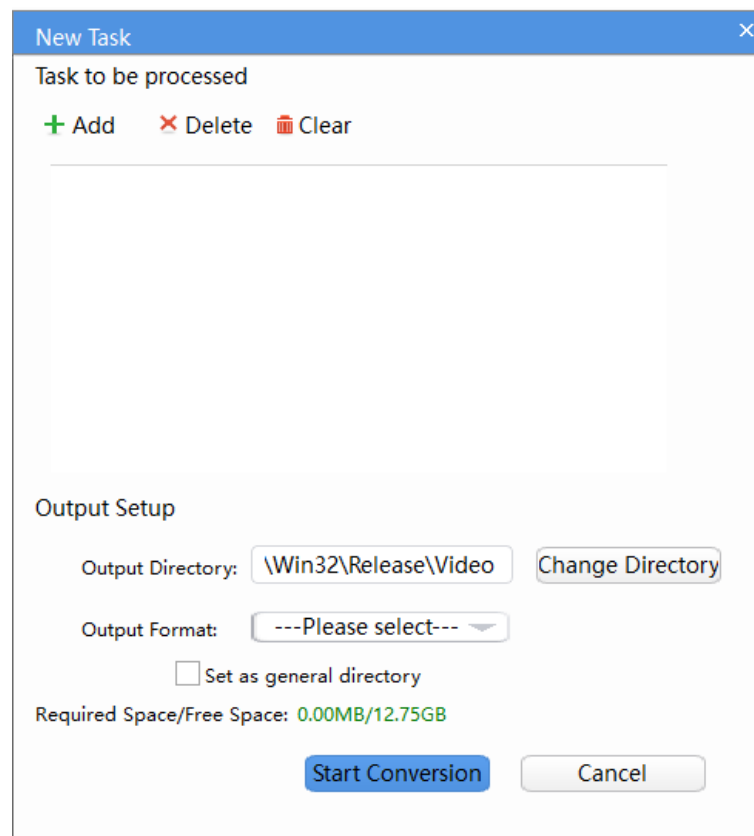 New Task
Task to be processed
Add Delete Clear
Output Setup
Output Directory: \Win32\Release\Video Change Directory
Output Format: ---Please select---
Set as general directory
Required Space/Free Space: 0.00MB/12.75GB
Start Conversion Cancel